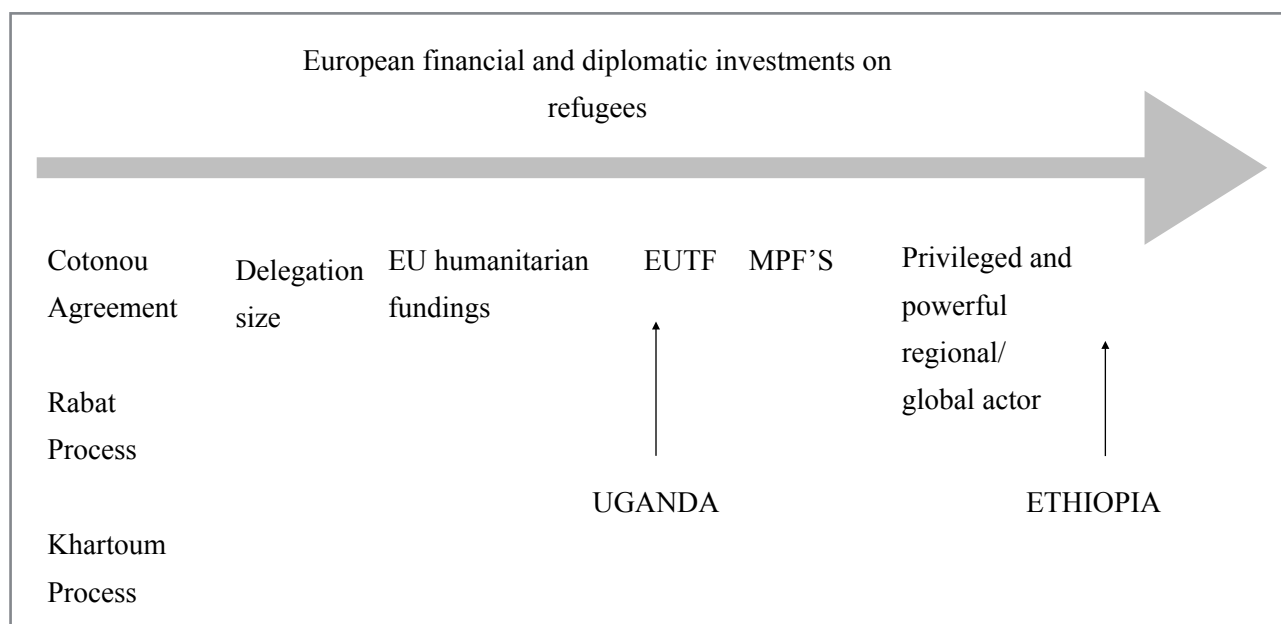 European financial and diplomatic investments on
refugees
Cotonou
Agreement
Delegation
size
EU humanitarian
fundings
EUTF
MPF’S
Privileged and
powerful
regional/
global actor
Rabat
Process
UGANDA
ETHIOPIA
Khartoum
Process